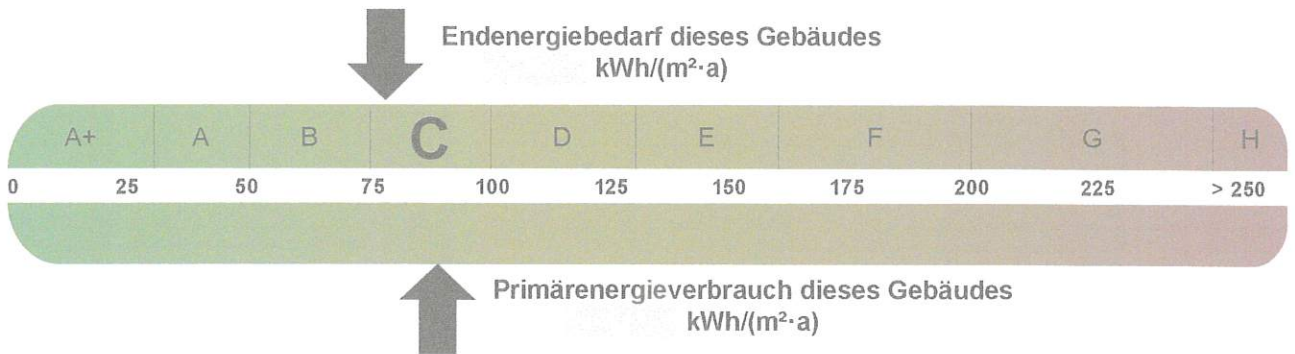 Endenergiebedarf dieses Gebäudes
kWh/(m²·a)
A+ A B C D E F G H
0 25 50 75 100 125 150 175 200 225 > 250
Primärenergieverbrauch dieses Gebäudes
kWh/(m²·a)